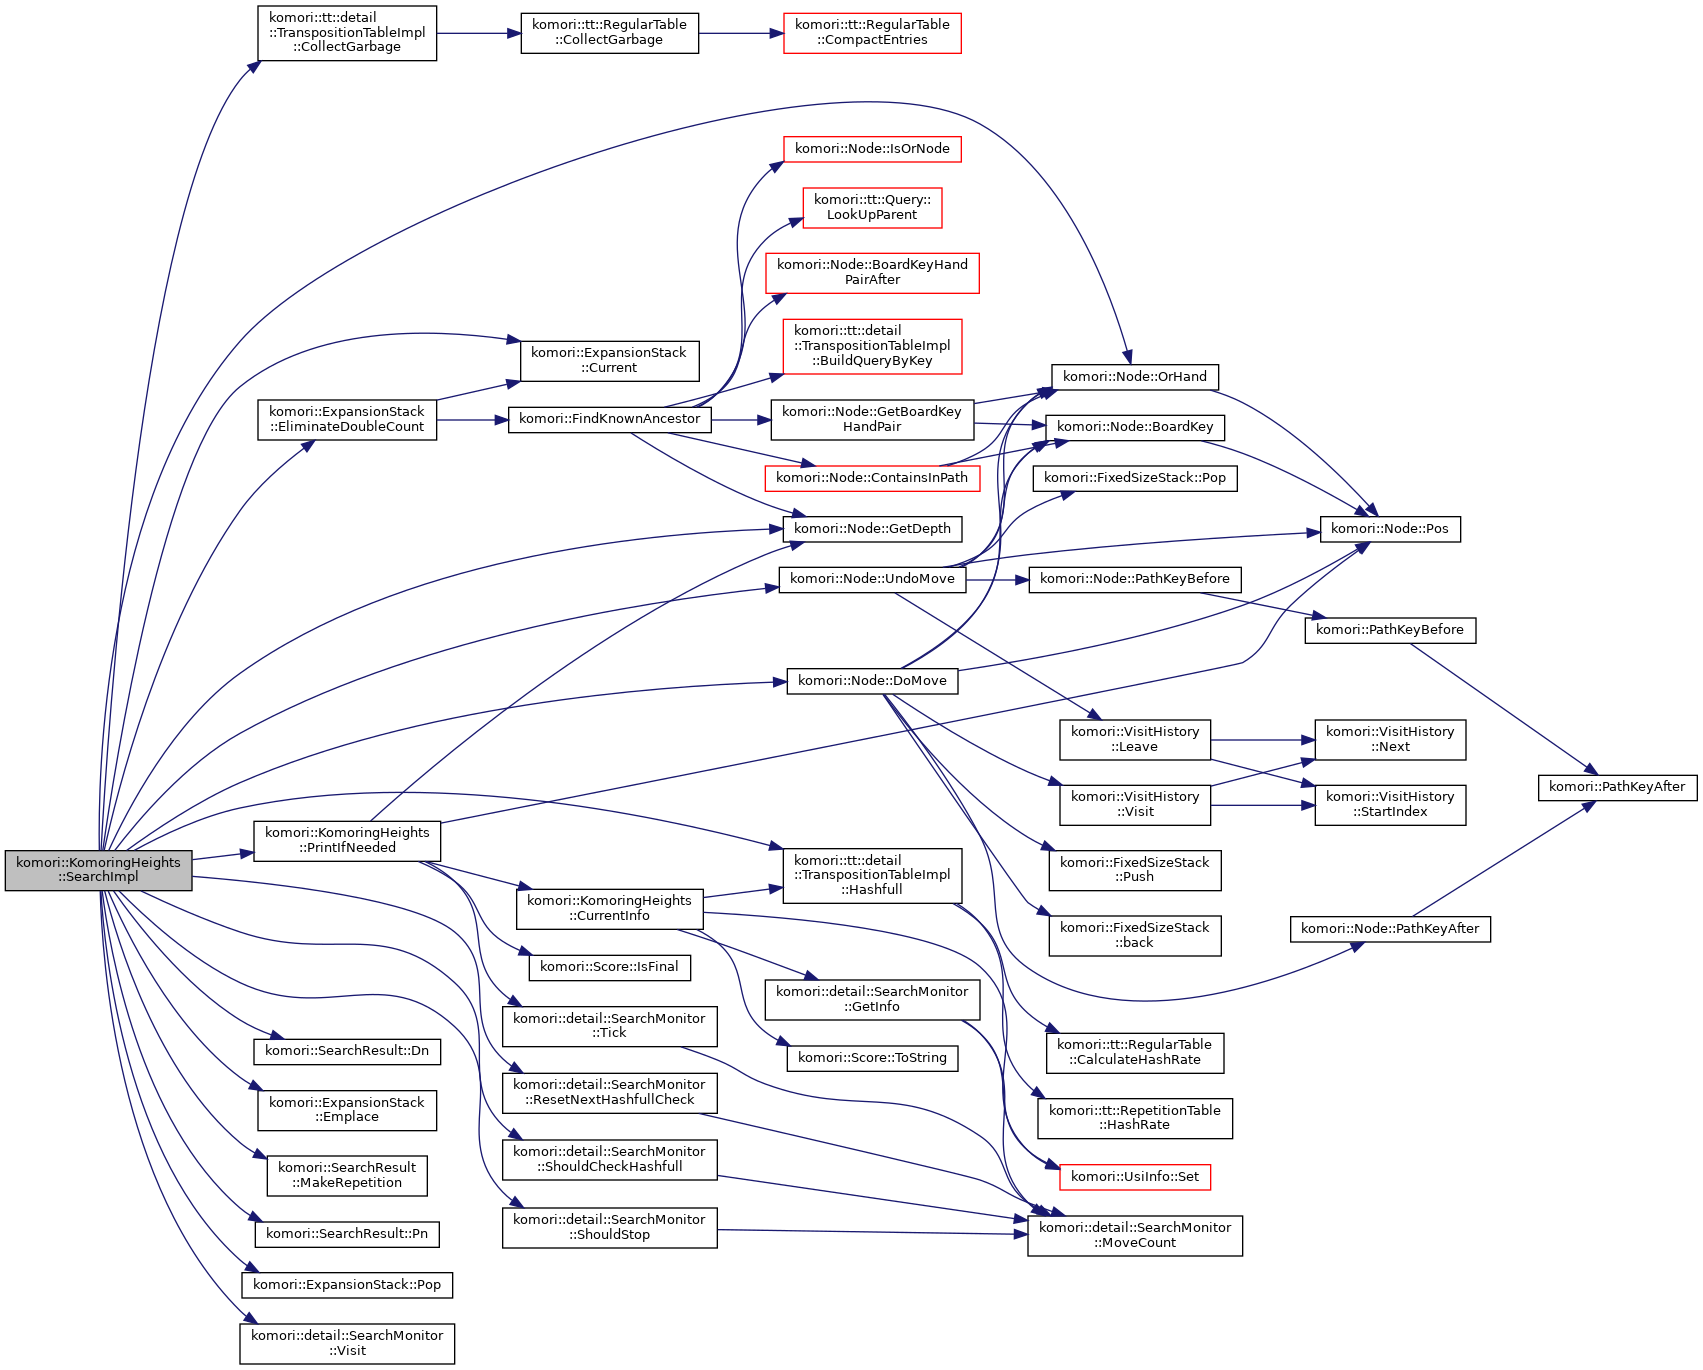 komori::tt::detail
::TranspositionTableImpl
::CollectGarbage
komori::tt::RegularTable
::CollectGarbage
komori::tt::RegularTable
::CompactEntries
komori::Node::IsOrNode
komori::tt::Query::
LookUpParent
komori::Node::BoardKeyHand
PairAfter
komori::tt::detail
::TranspositionTableImpl
::BuildQueryByKey
komori::ExpansionStack
::Current
komori::Node::OrHand
komori::ExpansionStack
::EliminateDoubleCount
komori::FindKnownAncestor
komori::Node::GetBoardKey
HandPair
komori::Node::BoardKey
komori::Node::ContainsInPath
komori::FixedSizeStack::Pop
komori::Node::GetDepth
komori::Node::Pos
komori::Node::UndoMove
komori::Node::PathKeyBefore
komori::PathKeyBefore
komori::Node::DoMove
komori::VisitHistory
::Leave
komori::VisitHistory
::Next
komori::VisitHistory
::Visit
komori::VisitHistory
::StartIndex
komori::PathKeyAfter
komori::KomoringHeights
::PrintIfNeeded
komori::KomoringHeights
::SearchImpl
komori::tt::detail
::TranspositionTableImpl
::Hashfull
komori::FixedSizeStack
::Push
komori::KomoringHeights
::CurrentInfo
komori::FixedSizeStack
::back
komori::Node::PathKeyAfter
komori::Score::IsFinal
komori::detail::SearchMonitor
::GetInfo
komori::detail::SearchMonitor
::Tick
komori::SearchResult::Dn
komori::Score::ToString
komori::tt::RegularTable
::CalculateHashRate
komori::detail::SearchMonitor
::ResetNextHashfullCheck
komori::ExpansionStack
::Emplace
komori::tt::RepetitionTable
::HashRate
komori::detail::SearchMonitor
::ShouldCheckHashfull
komori::SearchResult
::MakeRepetition
komori::UsiInfo::Set
komori::detail::SearchMonitor
::ShouldStop
komori::SearchResult::Pn
komori::detail::SearchMonitor
::MoveCount
komori::ExpansionStack::Pop
komori::detail::SearchMonitor
::Visit